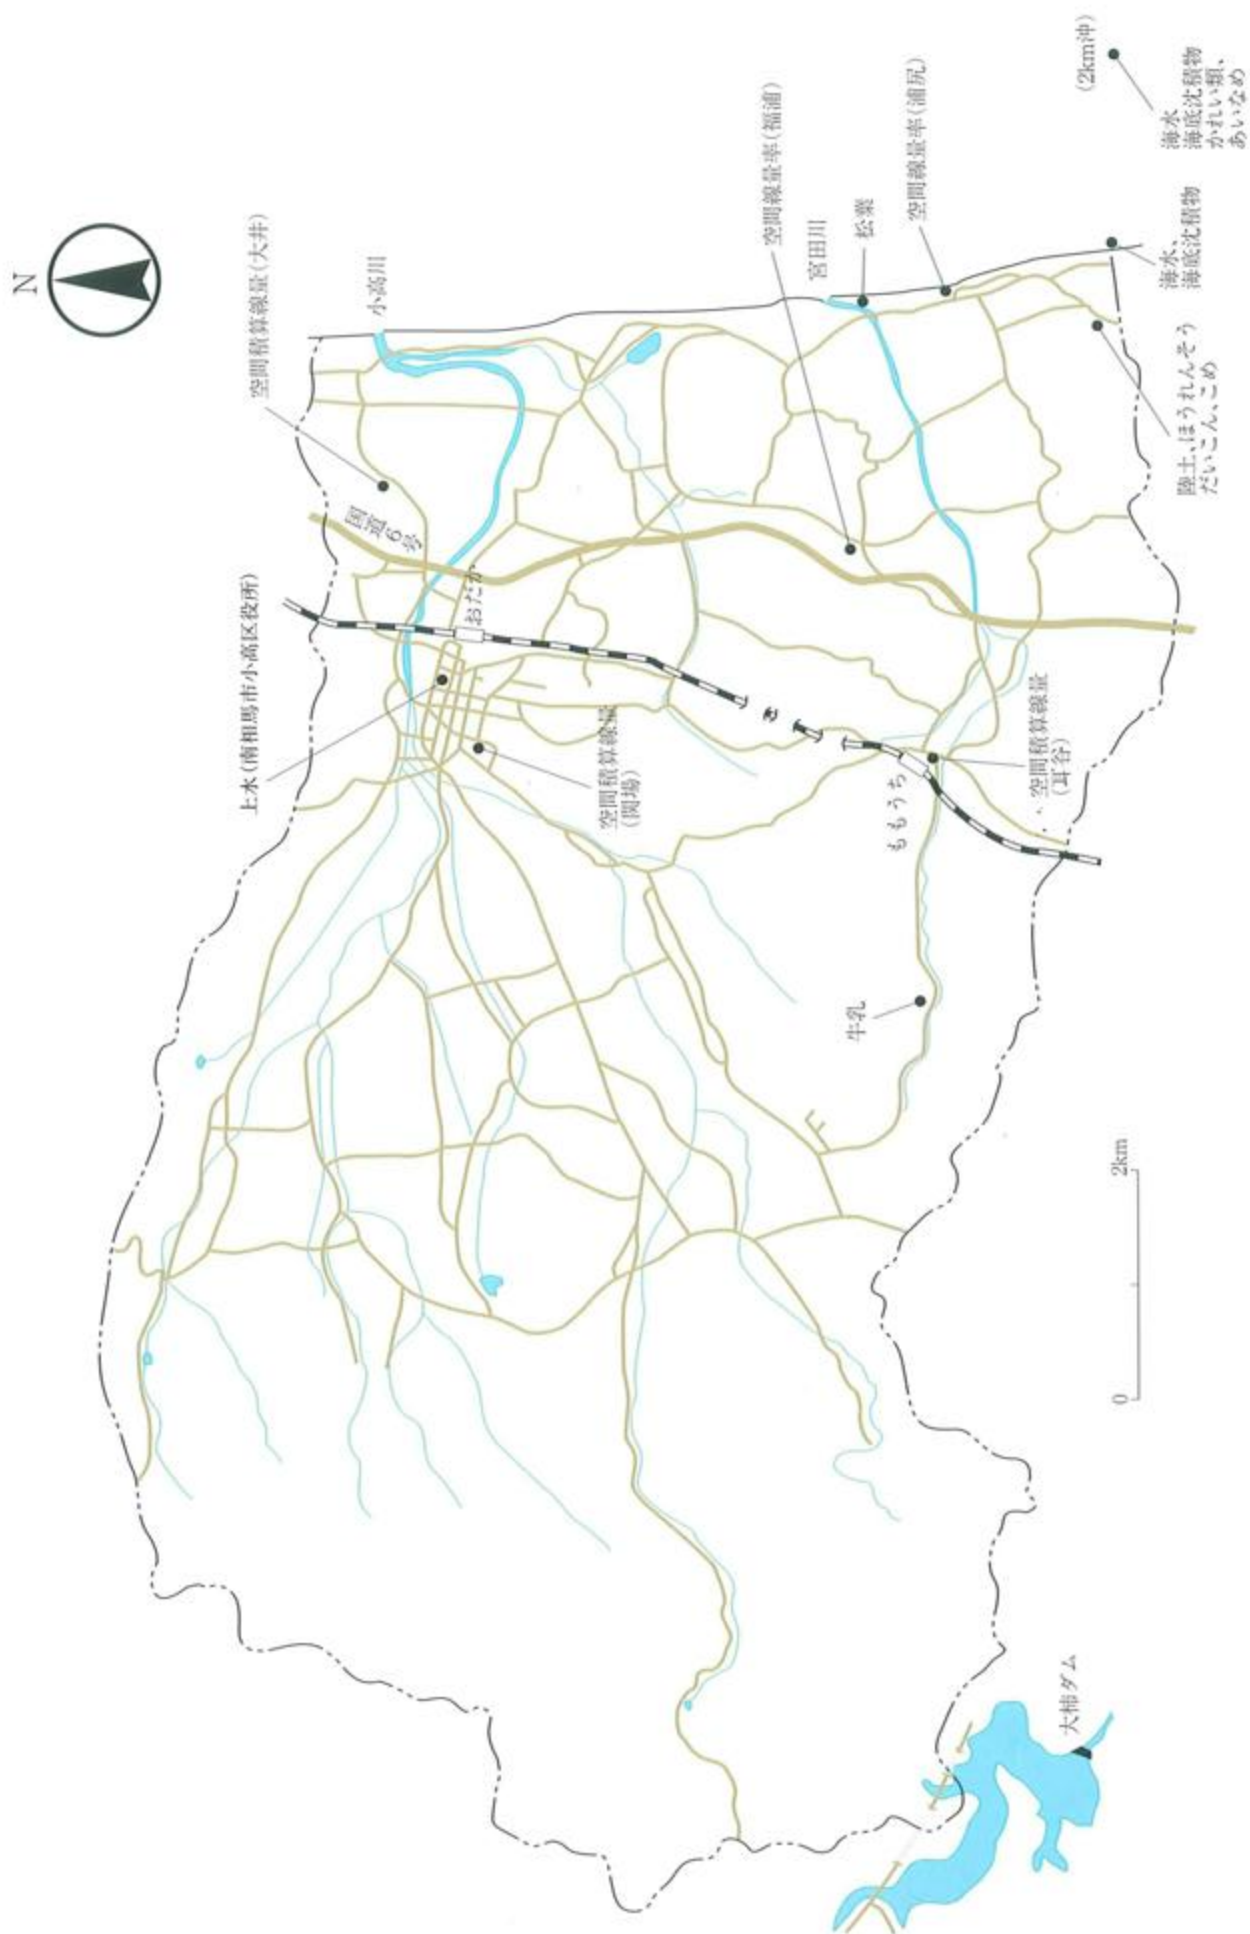 N
空間積算線量(大井)
小高川
国道6号
おだか
上水(南相馬市小高区役所)
空間積算線量
(関場)
空間線量率(福浦)
宮田川
松葉
空間線量率(浦尻)
(2km沖)
海水
海底沈積物
かれい類、
あいなめ
海水、
海底沈積物
陸土、ほうれんそう
だいこん、こめ
空間積算線量
(耳谷)
ももうち
牛乳
0
2km
大柿ダム